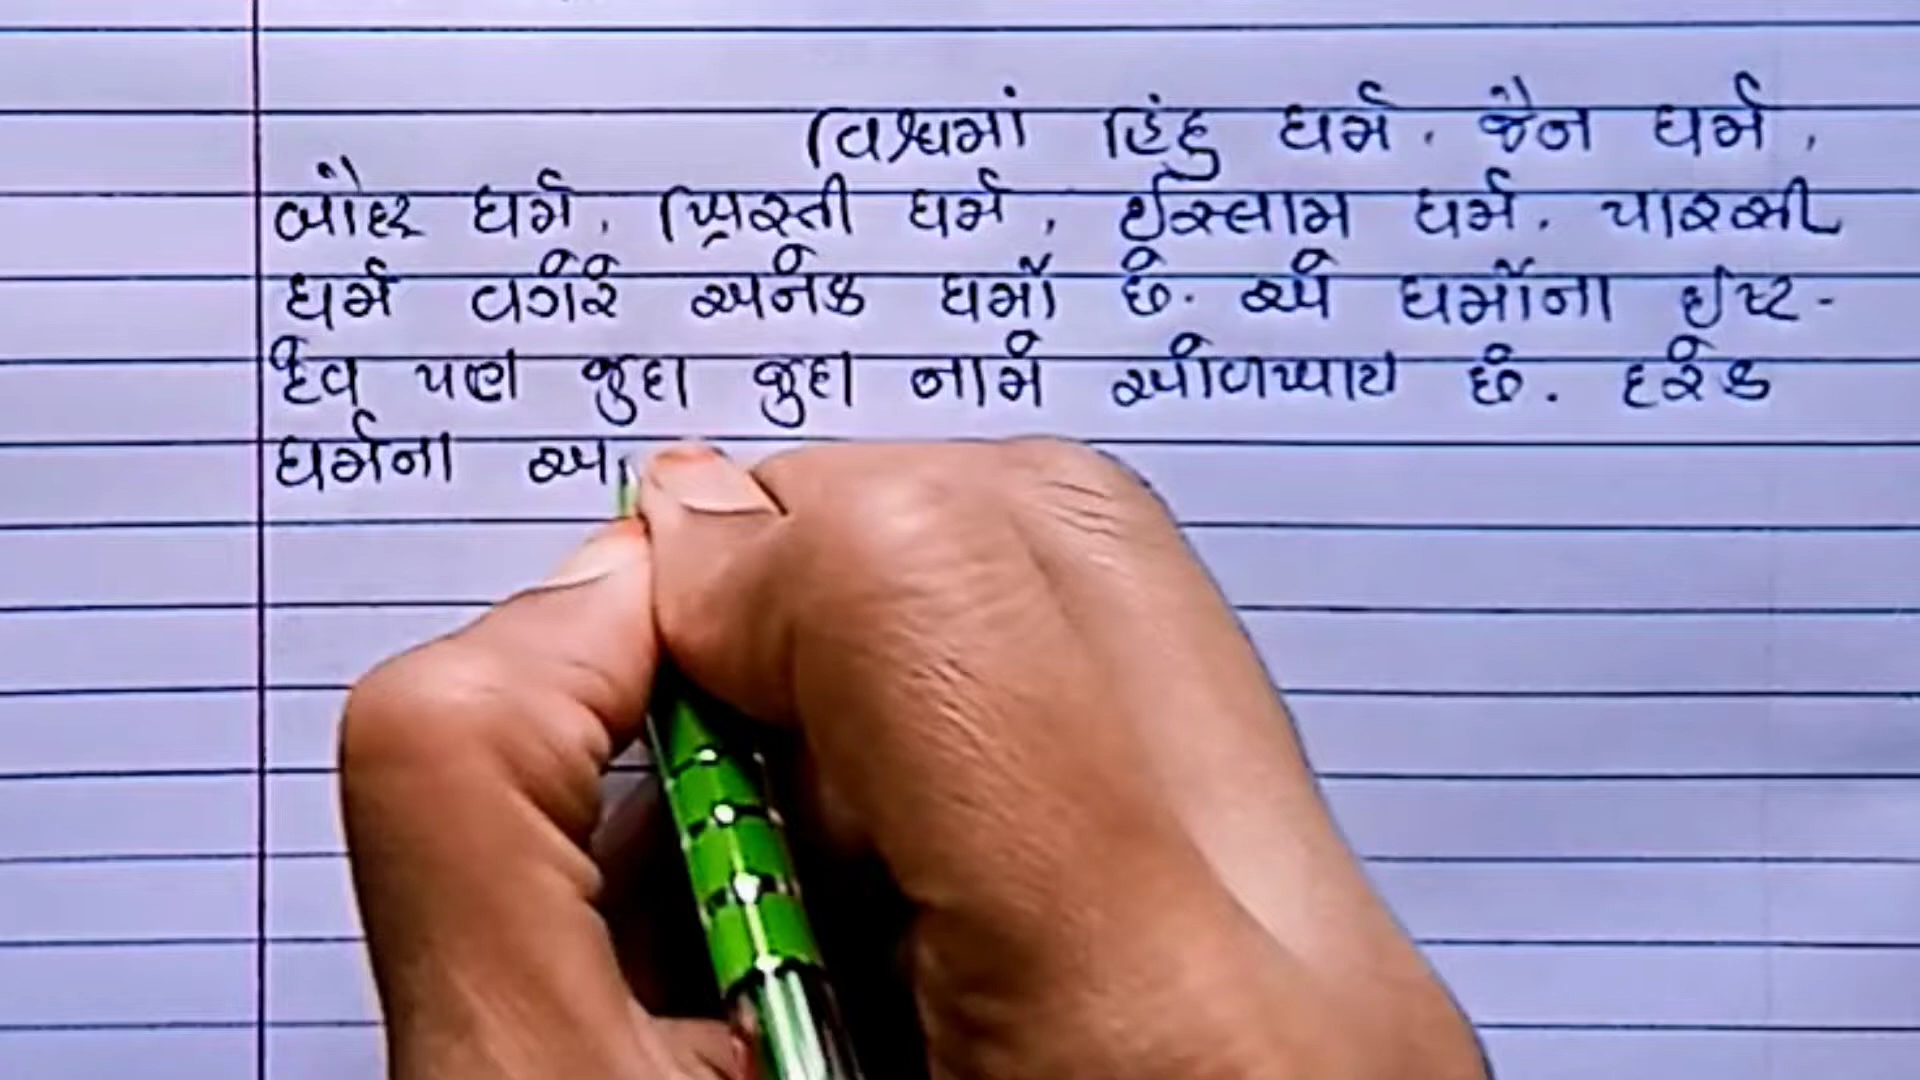 વિશ્વમાં હિંદુ ધર્મ, જૈન ધર્મ,
બૌદ્ધ ધર્મ, ખ્રિસ્તી ધર્મ, ઈસ્લામ ધર્મ, પારસી
ધર્મ વગેરે અનેક ધર્મો છે. એ ધર્મોના ઈષ્ટ-
દેવ પણ જુદા જુદા નામે ઓળખાય છે. દરેક
ધર્મના આ